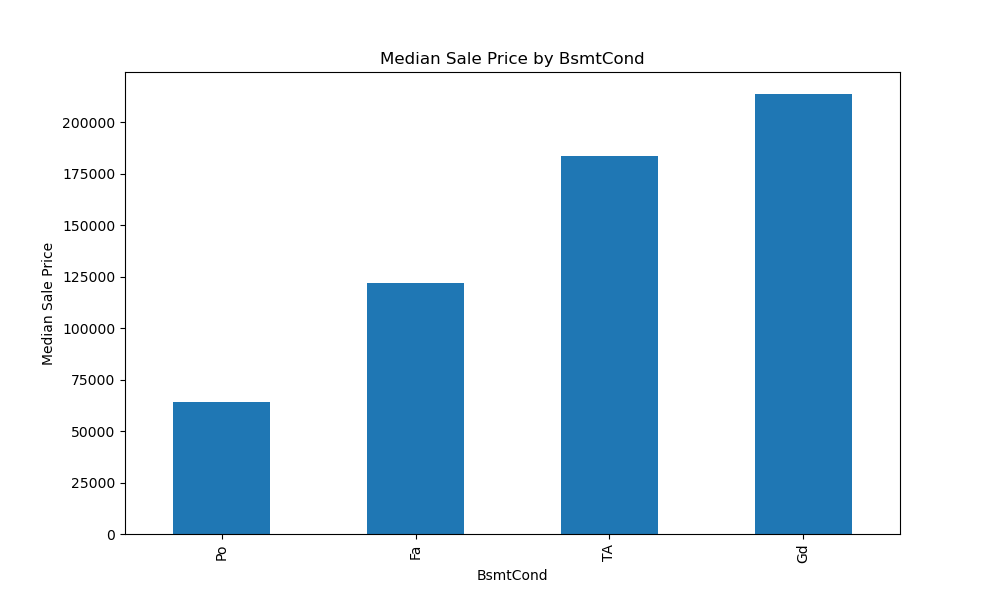 Median Sale Price by BsmtCond
Median Sale Price
200000
175000
150000
125000
100000
75000
50000
25000
0
Po
Fa
TA
Gd
BsmtCond